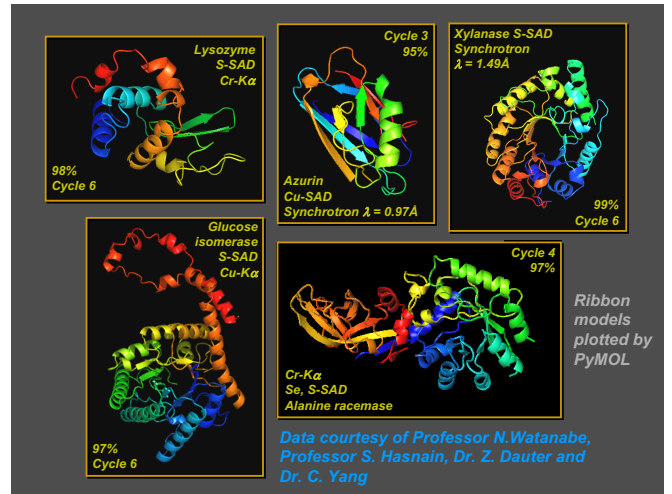 Lysozyme
S-SAD
Cr-Kα
98%
Cycle 6
Cycle 3
95%
Azurin
Cu-SAD
Synchrotron λ = 0.97Å
Xylanase S-SAD
Synchrotron
λ = 1.49Å
99%
Cycle 6
Glucose
isomerase
S-SAD
Cu-Kα
97%
Cycle 6
Cycle 4
97%
Cr-Kα
Se, S-SAD
Alanine racemase
Ribbon
models
plotted by
PyMOL
Data courtesy of Professor N.Watanabe,
Professor S. Hasnain, Dr. Z. Dauter and
Dr. C. Yang